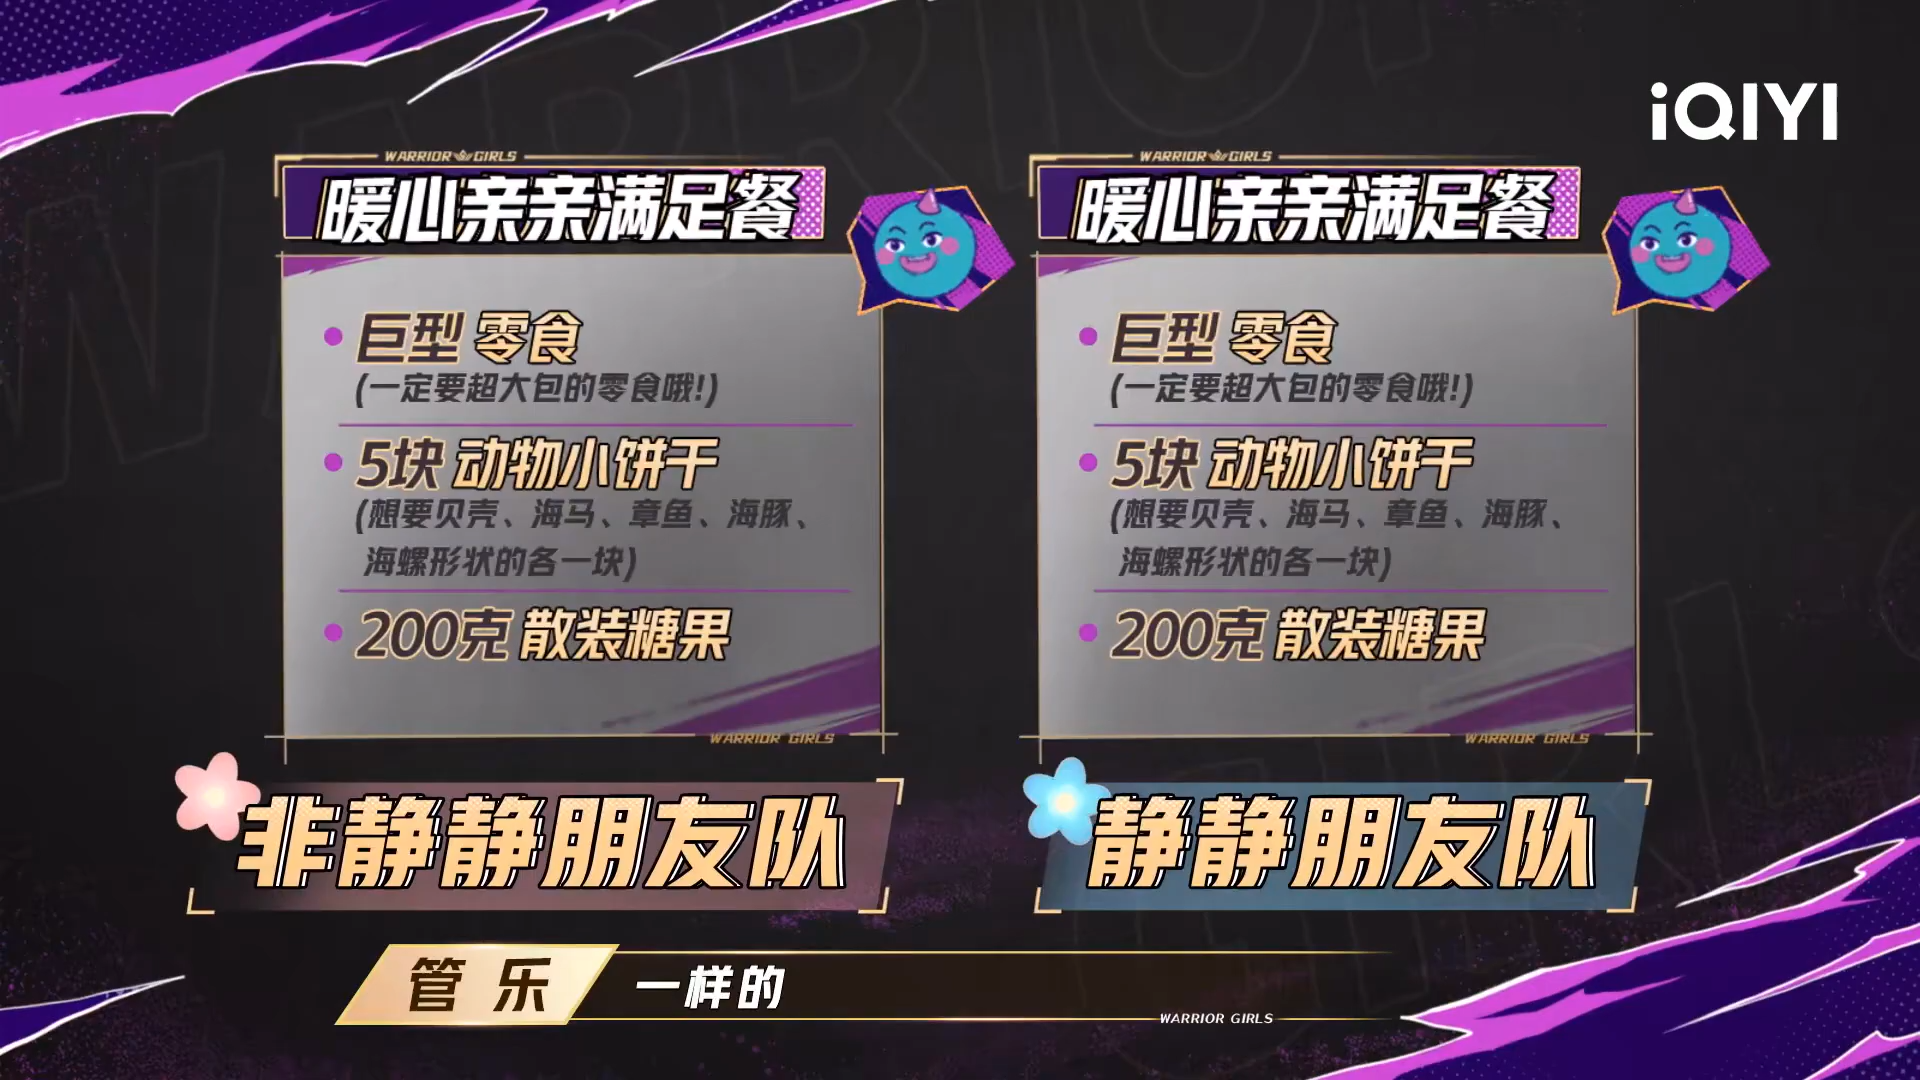 iQIYI
WARRIOR GIRLS
暖心亲亲满足餐
巨型 零食
(一定要超大包的零食哦!)
5块 动物小饼干
(想要贝壳、海马、章鱼、海豚、
海螺形状的各一块)
200克 散装糖果
WARRIOR GIRLS
非静静朋友队
WARRIOR GIRLS
暖心亲亲满足餐
巨型 零食
(一定要超大包的零食哦!)
5块 动物小饼干
(想要贝壳、海马、章鱼、海豚、
海螺形状的各一块)
200克 散装糖果
WARRIOR GIRLS
静静朋友队
管乐 一样的
WARRIOR GIRLS